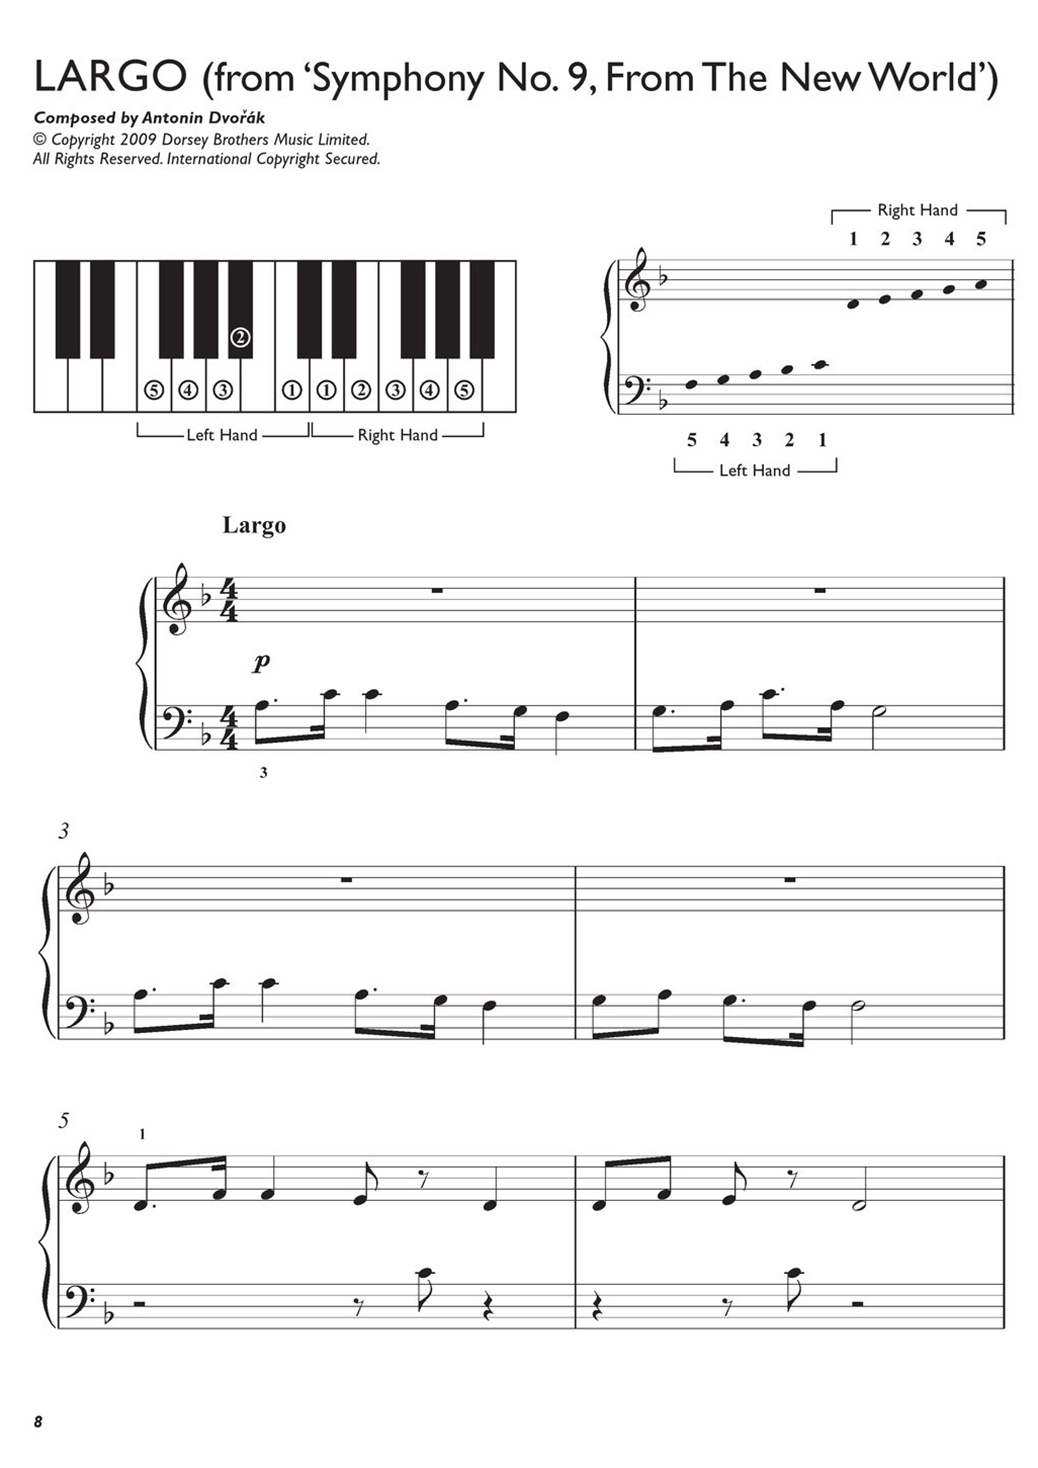 LARGO (from ‘Symphony No. 9, From The New World’)
Composed by Antonin Dvořák
© Copyright 2009 Dorsey Brothers Music Limited.
All Rights Reserved. International Copyright Secured.
Right Hand
1 2 3 4 5
2
5 4 3 1 1 2 3 4 5
Left Hand Right Hand
5 4 3 2 1
Left Hand
Largo
4 4
p
4 4
3
3
5
1
8